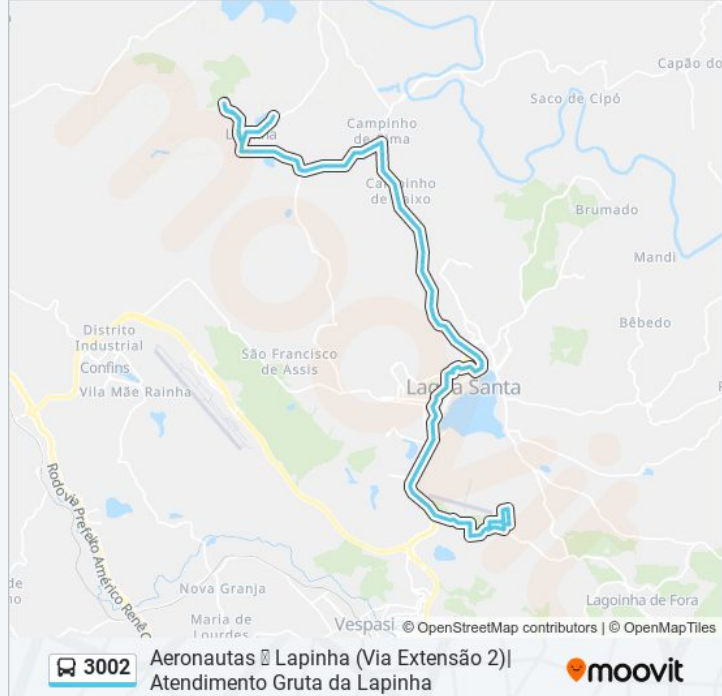 Capão do
Saco de Cipó
Campinho
de Cima
Campinho
de Baixo
Brumado
Mandi
Bêbedo
Distrito
Industrial
Confins
São Francisco
de Assis
Vila Mãe Rainha
Lagoa Santa
Rodovia Prefeito Américo Renê G
Nova Granja
Maria de
Lourdes
de
Vespasi
Lagoinha de Fora
© OpenStreetMap contributors | © OpenMapTiles
3002
Aeronautas ▯ Lapinha (Via Extensão 2)|
Atendimento Gruta da Lapinha
moovit